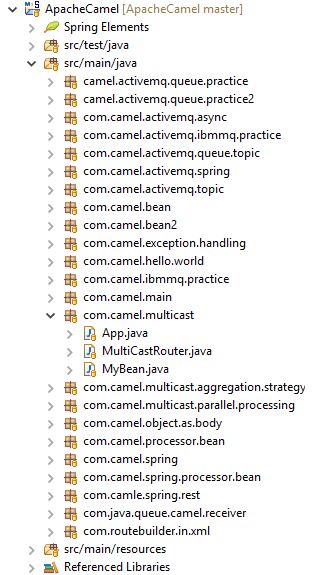 ApacheCamel [ApacheCamel master]
Spring Elements
src/test/java
src/main/java
camel.activemq.queue.practice
camel.activemq.queue.practice2
com.camel.activemq.async
com.camel.activemq.ibmmq.practice
com.camel.activemq.queue.topic
com.camel.activemq.spring
com.camel.activemq.topic
com.camel.bean
com.camel.bean2
com.camel.exception.handling
com.camel.hello.world
com.camel.ibmmq.practice
com.camel.main
com.camel.multicast
App.java
MultiCastRouter.java
MyBean.java
com.camel.multicast.aggregation.strategy
com.camel.multicast.parallel.processing
com.camel.object.as.body
com.camel.processor.bean
com.camel.spring
com.camel.spring.processor.bean
com.camle.spring.rest
com.java.queue.camel.receiver
com.routebuilder.in.xml
src/main/resources
Referenced Libraries